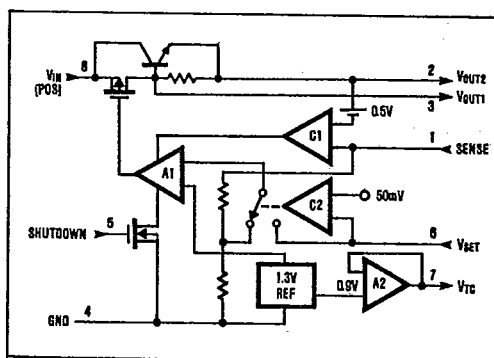 8
VIN
(POS)
2
VOUT2
VOUT1
3
0.5V
C1
1
SENSE
A1
C2
50mV
5
SHUTDOWN
6
VSET
1.3V
REF
0.9V
A2
7
VTC
4
GND